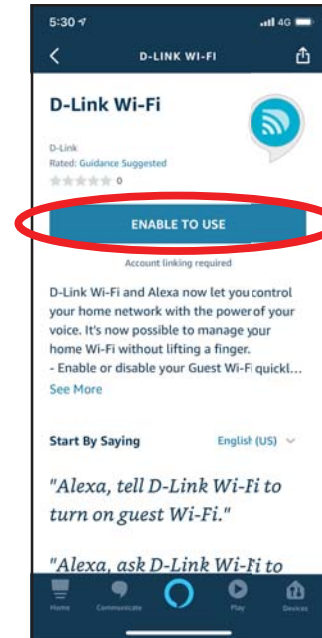 5:30
4G
D-LINK WI-FI
D-Link Wi-Fi
D-Link
Rated: Guidance Suggested
0
ENABLE TO USE
Account linking required
D-Link Wi-Fi and Alexa now let you control
your home network with the power of your
voice. It's now possible to manage your
home Wi-Fi without lifting a finger.
- Enable or disable your Guest Wi-Fi quickl...
See More
Start By Saying
English (US)
"Alexa, tell D-Link Wi-Fi to
turn on guest Wi-Fi."
"Alexa, ask D-Link Wi-Fi to
Home
Communicate
Play
Devices